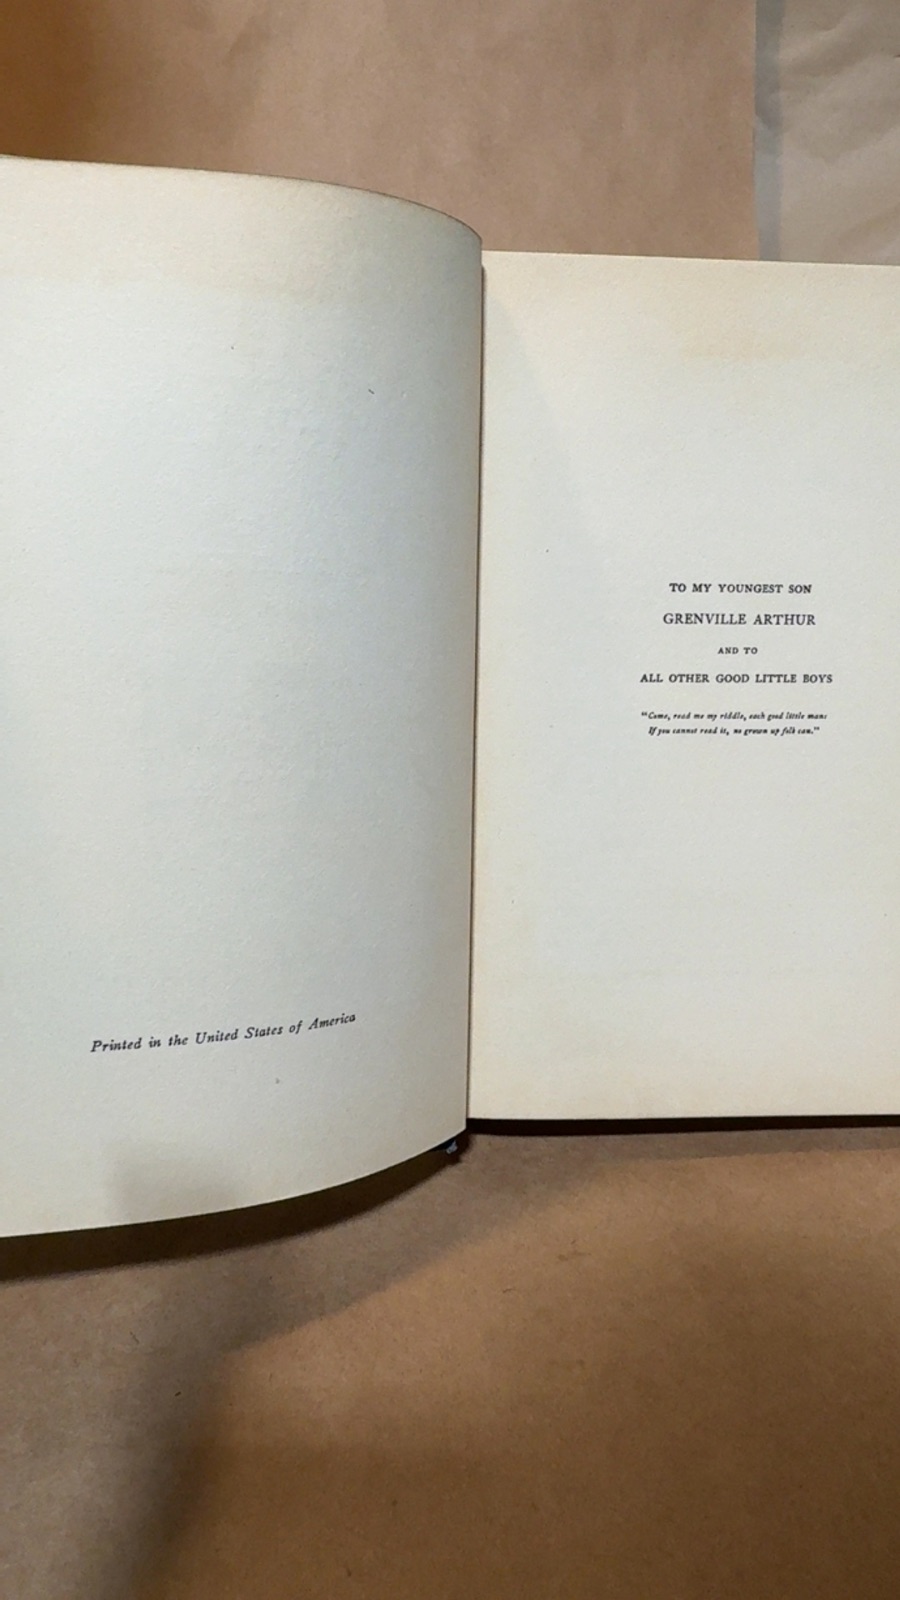 Printed in the United States of America
TO MY YOUNGEST SON
GRENVILLE ARTHUR
AND TO
ALL OTHER GOOD LITTLE BOYS
"Come, read me my riddle, each good little man:
If you cannot read it, no grown up folk can."